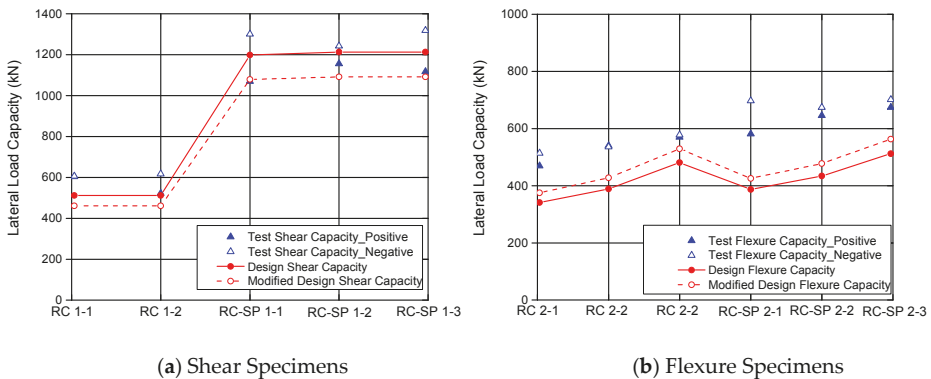 1400
1200
1000
800
600
400
200
0
Lateral Load Capacity (kN)
Test Shear Capacity_Positive
Test Shear Capacity_Negative
Design Shear Capacity
Modified Design Shear Capacity
RC 1-1
RC 1-2
RC-SP 1-1
RC-SP 1-2
RC-SP 1-3
(a) Shear Specimens
1000
800
600
400
200
0
Lateral Load Capacity (kN)
Test Flexure Capacity_Positive
Test Flexure Capacity_Negative
Design Flexure Capacity
Modified Design Flexure Capacity
RC 2-1
RC 2-2
RC 2-2
RC-SP 2-1
RC-SP 2-2
RC-SP 2-3
(b) Flexure Specimens